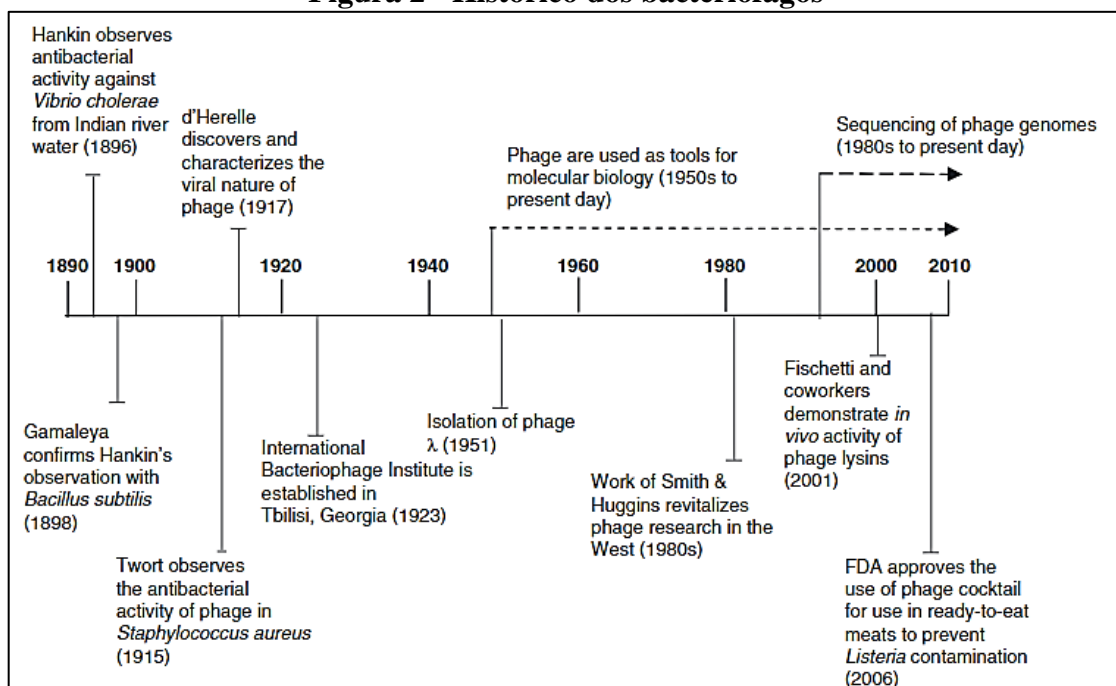 Figura 2 - Histórico dos bacteriófagos
Hankin observes
antibacterial
activity against
Vibrio cholerae
from Indian river
water (1896)
d'Herelle
discovers and
characterizes the
viral nature of
phage (1917)
Phage are used as tools for
molecular biology (1950s to
present day)
Sequencing of phage genomes
(1980s to present day)
1890 1900 1920 1940 1960 1980 2000 2010
Gamaleya
confirms Hankin's
observation with
Bacillus subtilis
(1898)
Twort observes
the antibacterial
activity of phage in
Staphylococcus aureus
(1915)
International
Bacteriophage Institute is
established in
Tbilisi, Georgia (1923)
Isolation of phage
λ (1951)
Work of Smith &
Huggins revitalizes
phage research in the
West (1980s)
Fischetti and
coworkers
demonstrate in
vivo activity of
phage lysins
(2001)
FDA approves the
use of phage cocktail
for use in ready-to-eat
meats to prevent
Listeria contamination
(2006)